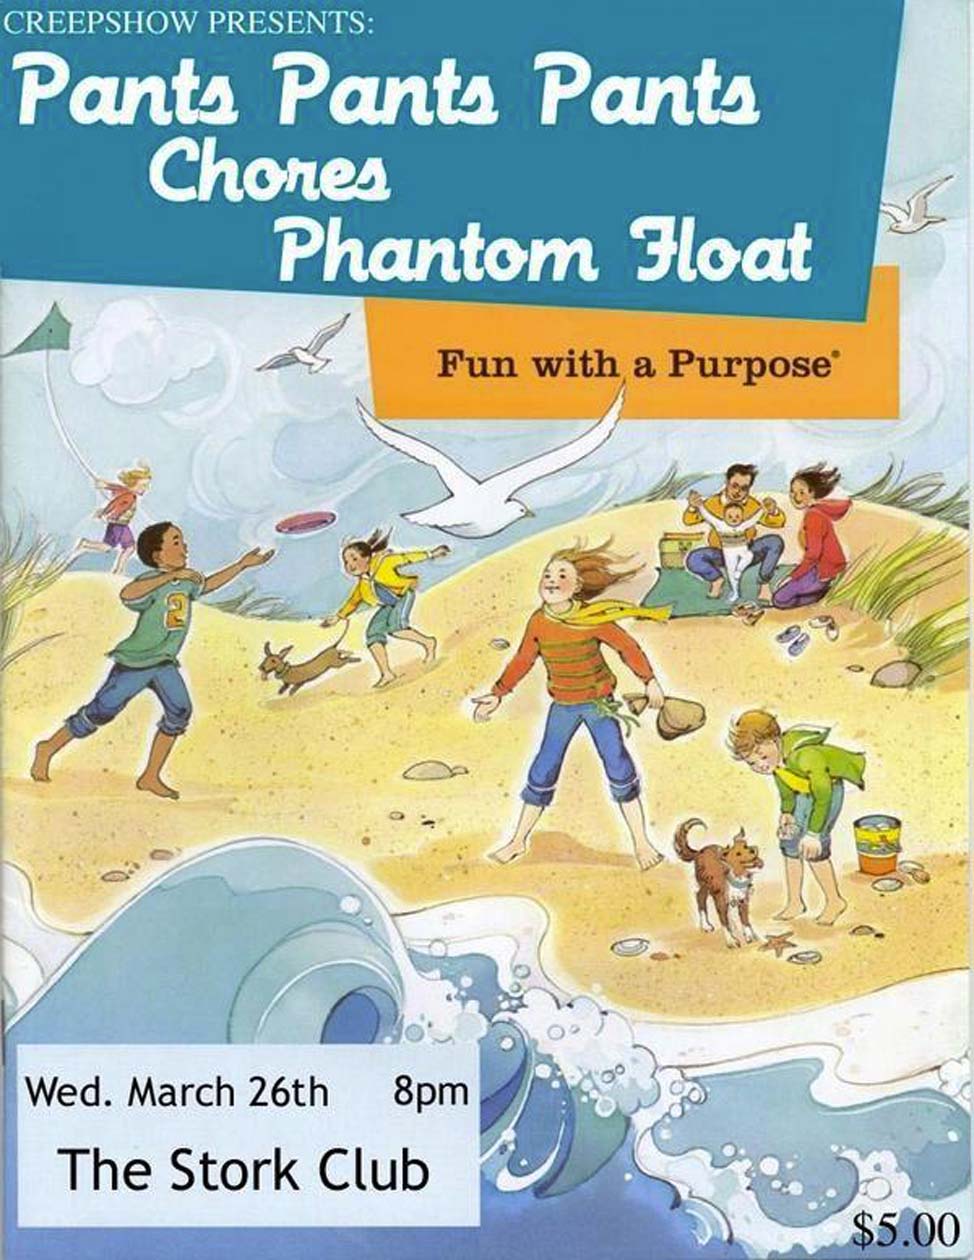 CREEPSHOW PRESENTS:
Pants Pants Pants
Chores
Phantom Float
Fun with a Purpose®
2
Wed. March 26th 8pm
The Stork Club
$5.00